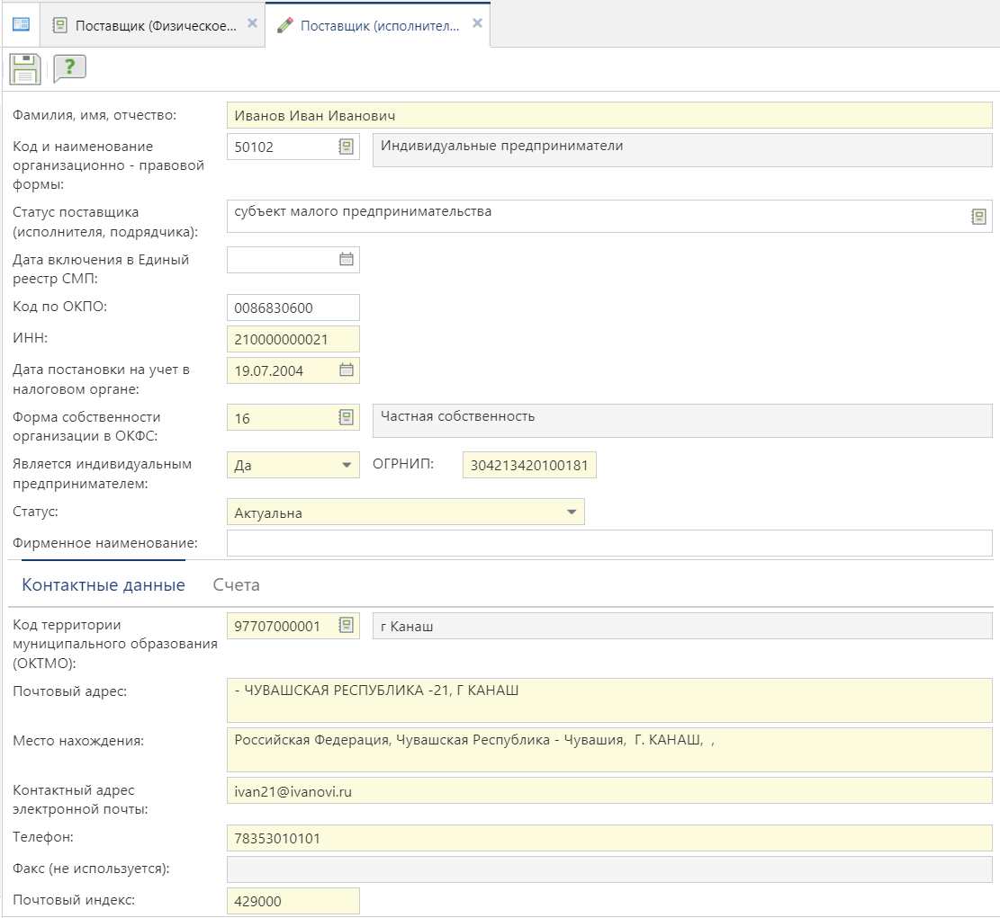 Поставщик (Физическое...
Поставщик (исполнител...
?
Фамилия, имя, отчество:
Иванов Иван Иванович
Код и наименование
организационно - правовой
формы:
50102
Индивидуальные предприниматели
Статус поставщика
(исполнителя, подрядчика):
субъект малого предпринимательства
Дата включения в Единый
реестр СМП:
Код по ОКПО:
0086830600
ИНН:
210000000021
Дата постановки на учет в
налоговом органе:
19.07.2004
Форма собственности
организации в ОКФС:
16
Частная собственность
Является индивидуальным
предпринимателем:
Да
ОГРНИП:
304213420100181
Статус:
Актуальна
Фирменное наименование:
Контактные данные
Счета
Код территории
муниципального образования
(ОКТМО):
97707000001
г Канаш
Почтовый адрес:
- ЧУВАШСКАЯ РЕСПУБЛИКА -21, Г КАНАШ
Место нахождения:
Российская Федерация, Чувашская Республика - Чувашия,  Г. КАНАШ,  ,
Контактный адрес
электронной почты:
ivan21@ivanovi.ru
Телефон:
78353010101
Факс (не используется):
Почтовый индекс:
429000